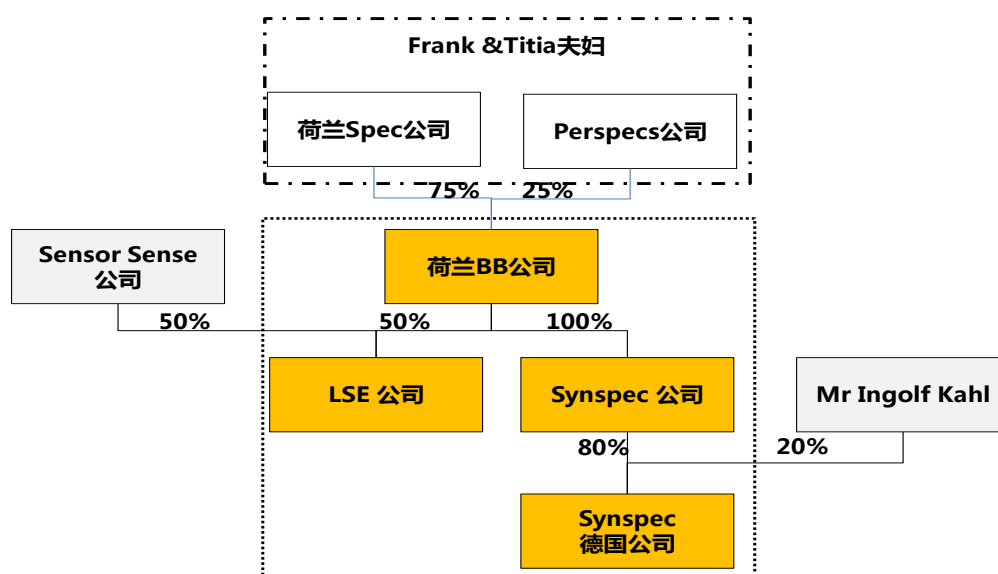 Frank &Titia夫妇
荷兰Spec公司
Perspecs公司
75%
25%
Sensor Sense
公司
荷兰BB公司
50%
50%
100%
LSE 公司
Synspec 公司
Mr Ingolf Kahl
80%
20%
Synspec
德国公司